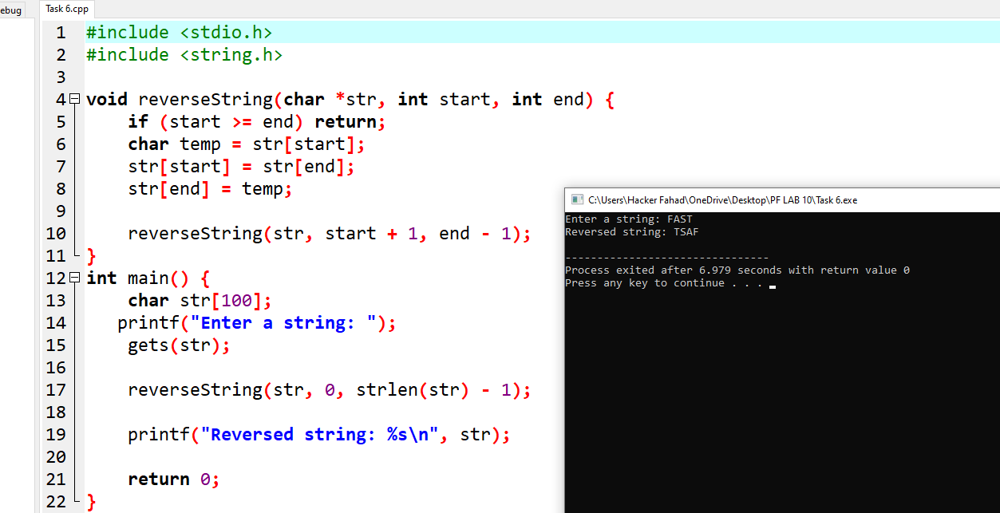 ebug
Task 6.cpp
1 #include <stdio.h>
2 #include <string.h>
3
4 void reverseString(char *str, int start, int end) {
5     if (start >= end) return;
6     char temp = str[start];
7     str[start] = str[end];
8     str[end] = temp;
9
10     reverseString(str, start + 1, end - 1);
11 }
12 int main() {
13     char str[100];
14    printf("Enter a string: ");
15     gets(str);
16
17     reverseString(str, 0, strlen(str) - 1);
18
19     printf("Reversed string: %s\n", str);
20
21     return 0;
22 }
C:\Users\Hacker Fahad\OneDrive\Desktop\PF LAB 10\Task 6.exe
Enter a string: FAST
Reversed string: TSAF
--------------------------------
Process exited after 6.979 seconds with return value 0
Press any key to continue . . .